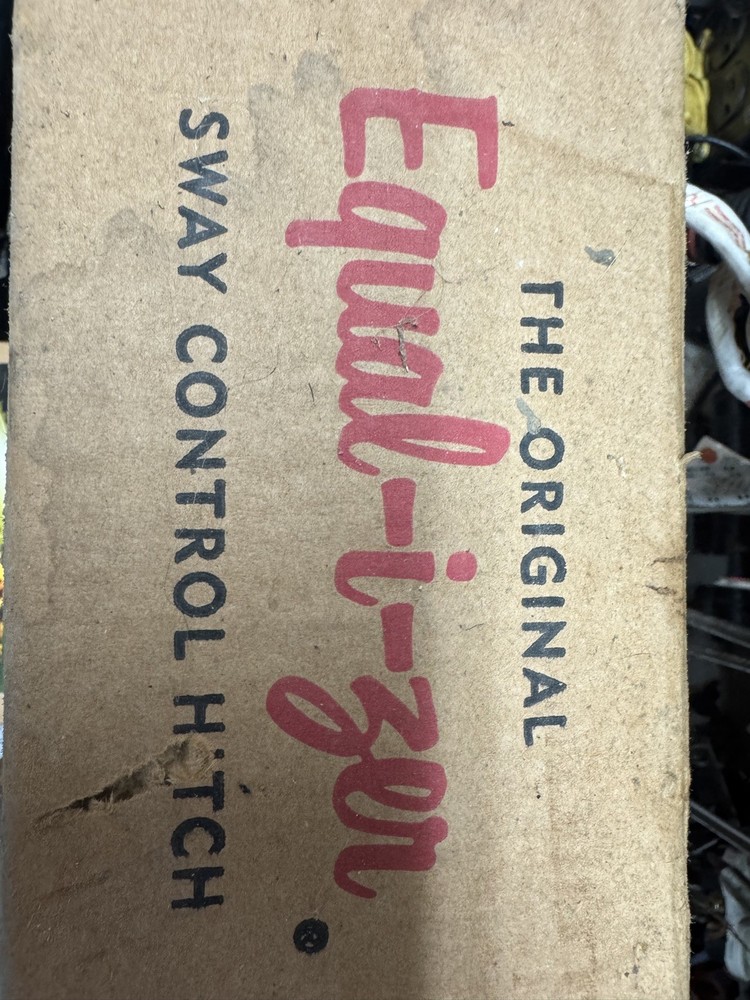 THE ORIGINAL
Equal-i-zer®
SWAY CONTROL HITCH